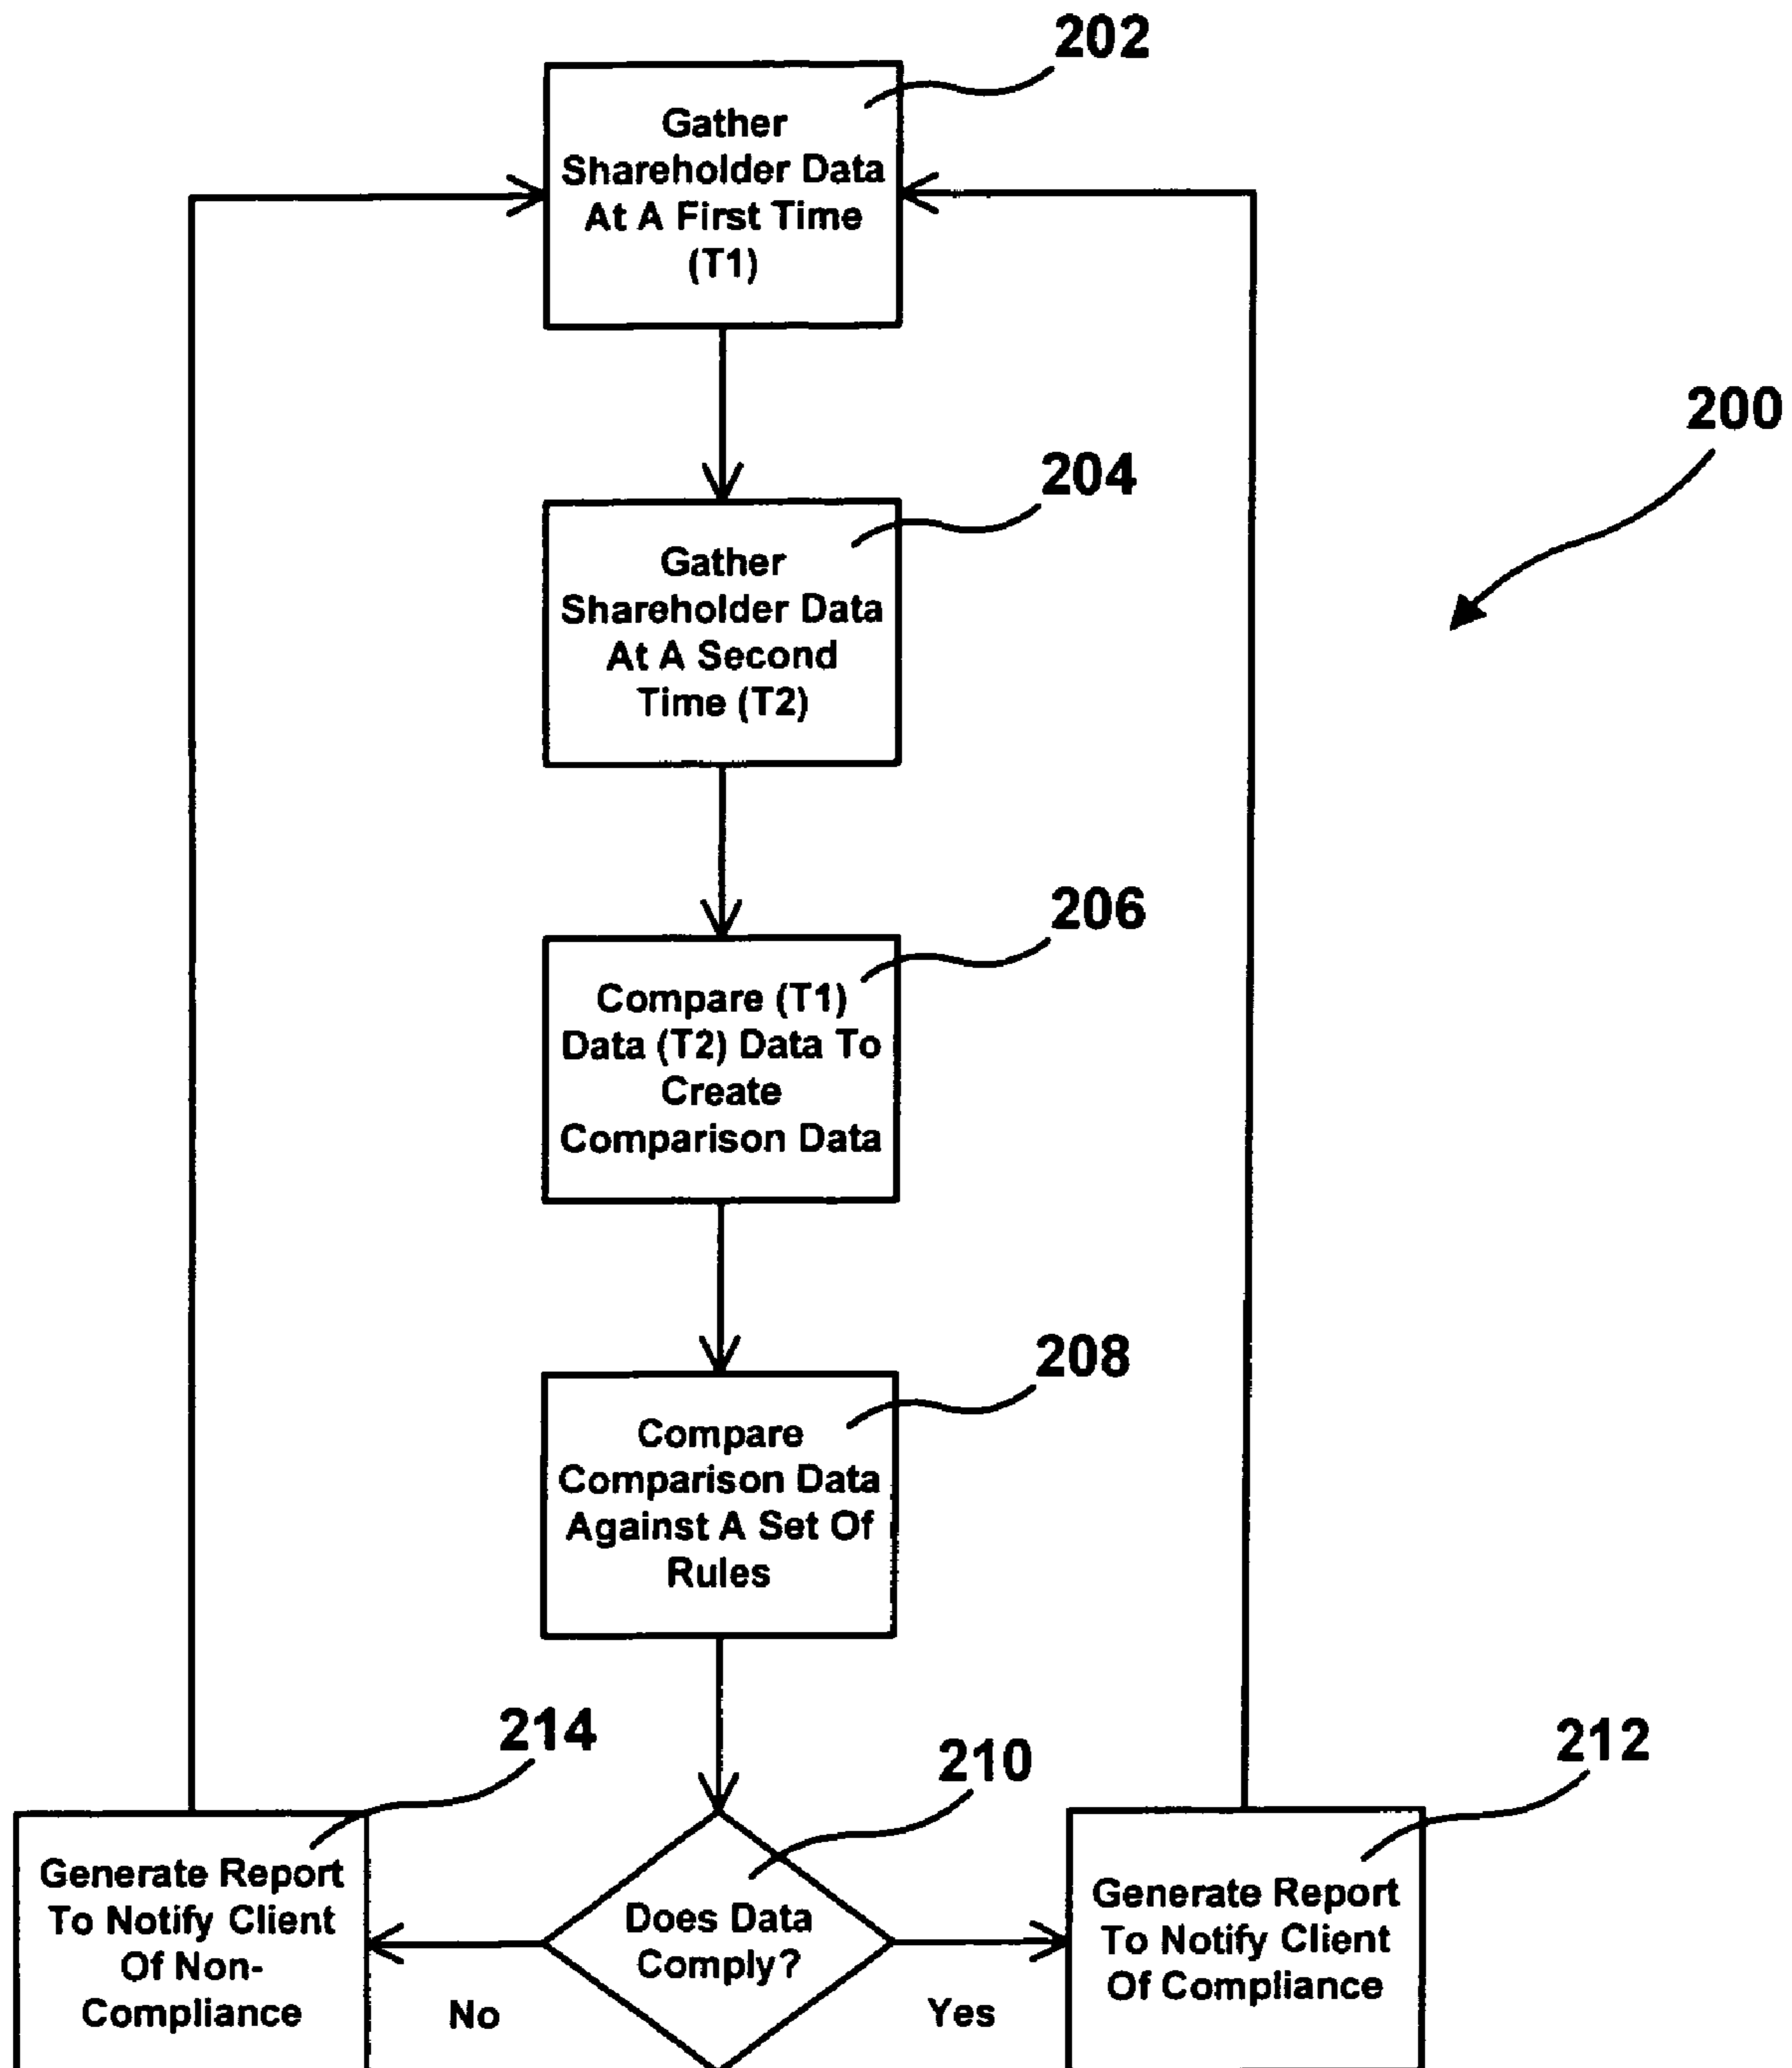 202
Gather
Shareholder Data
At A First Time
(T1)
200
204
Gather
Shareholder Data
At A Second
Time (T2)
206
Compare (T1)
Data (T2) Data To
Create
Comparison Data
208
Compare
Comparison Data
Against A Set Of
Rules
214
210
212
Generate Report
To Notify Client
Of Non-
Compliance
No
Does Data
Comply?
Yes
Generate Report
To Notify Client
Of Compliance